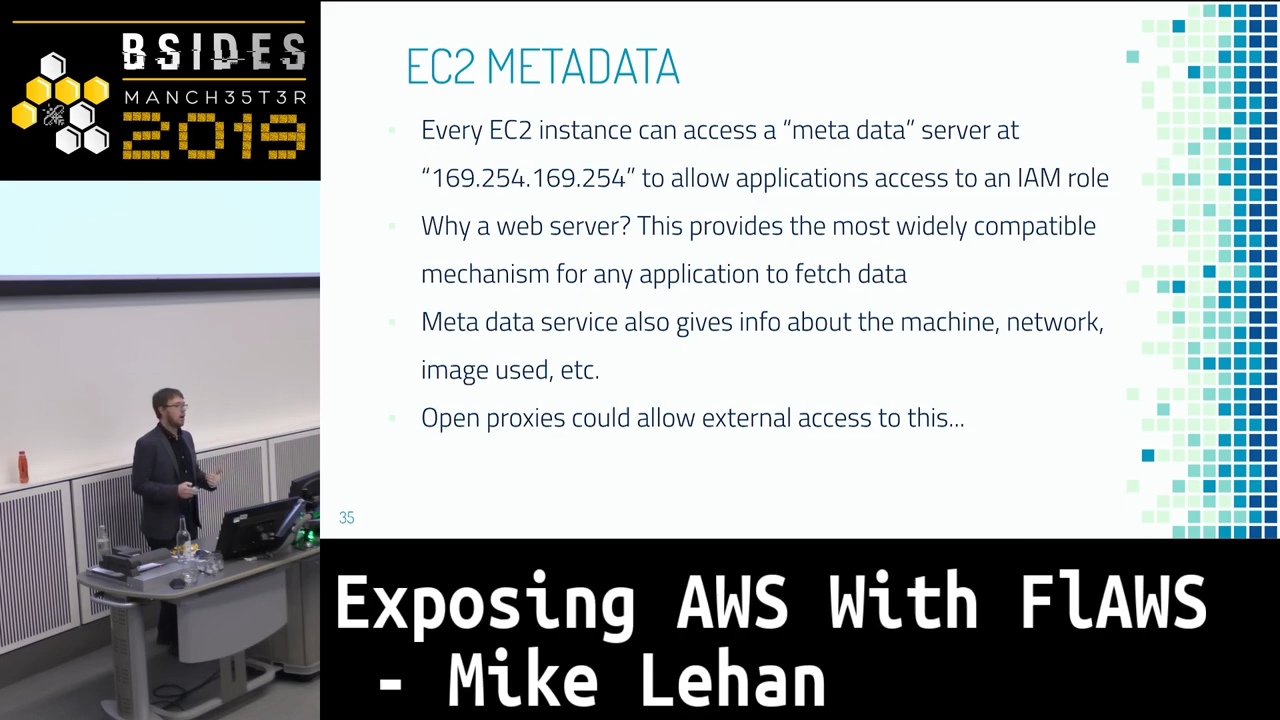 BSIDES
MANCH35T3R
2019
EC2 METADATA
Every EC2 instance can access a “meta data” server at
“169.254.169.254” to allow applications access to an IAM role
Why a web server? This provides the most widely compatible
mechanism for any application to fetch data
Meta data service also gives info about the machine, network,
image used, etc.
Open proxies could allow external access to this...
35
Exposing AWS With FlAWS
- Mike Lehan